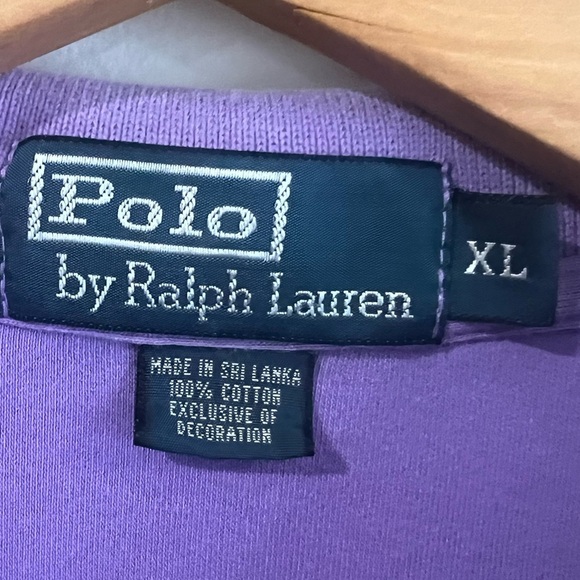 Polo
by Ralph Lauren
XL
MADE IN SRI LANKA
100% COTTON
EXCLUSIVE OF
DECORATION